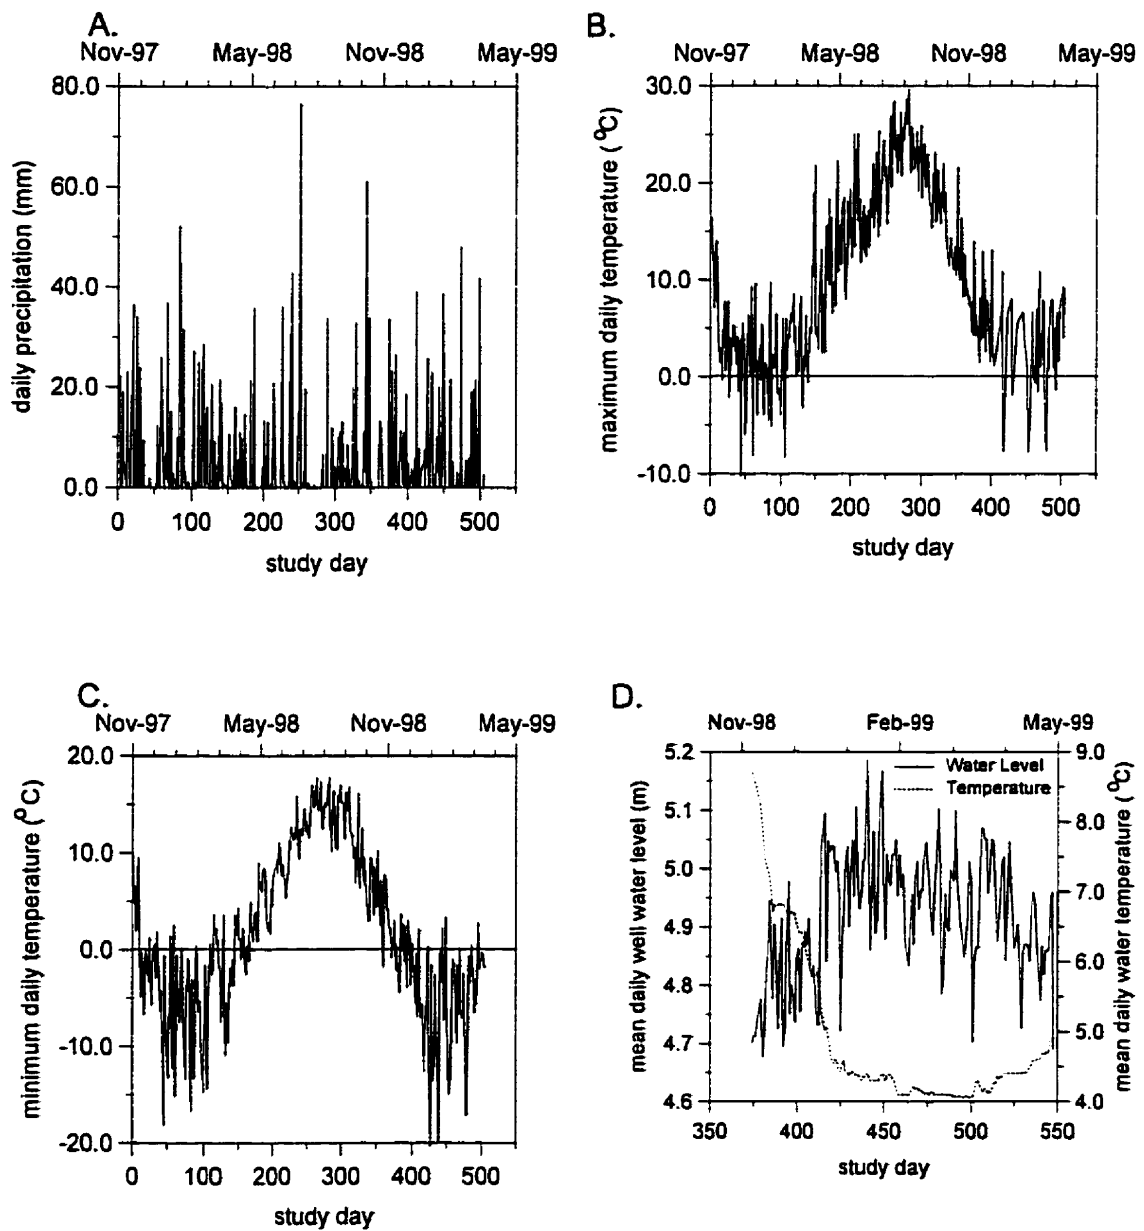 A.
Nov-97 May-98 Nov-98 May-99
80.0
60.0
40.0
20.0
0.0
daily precipitation (mm)
0 100 200 300 400 500
study day
B.
Nov-97 May-98 Nov-98 May-99
30.0
20.0
10.0
0.0
-10.0
maximum daily temperature (°C)
0 100 200 300 400 500
study day
C.
Nov-97 May-98 Nov-98 May-99
20.0
10.0
0.0
-10.0
-20.0
minimum daily temperature (°C)
0 100 200 300 400 500
study day
D.
Nov-98 Feb-99 May-99
5.2
5.1
5.0
4.9
4.8
4.7
4.6
mean daily well water level (m)
Water Level
Temperature
9.0
8.0
7.0
6.0
5.0
4.0
mean daily water temperature (°C)
350 400 450 500 550
study day